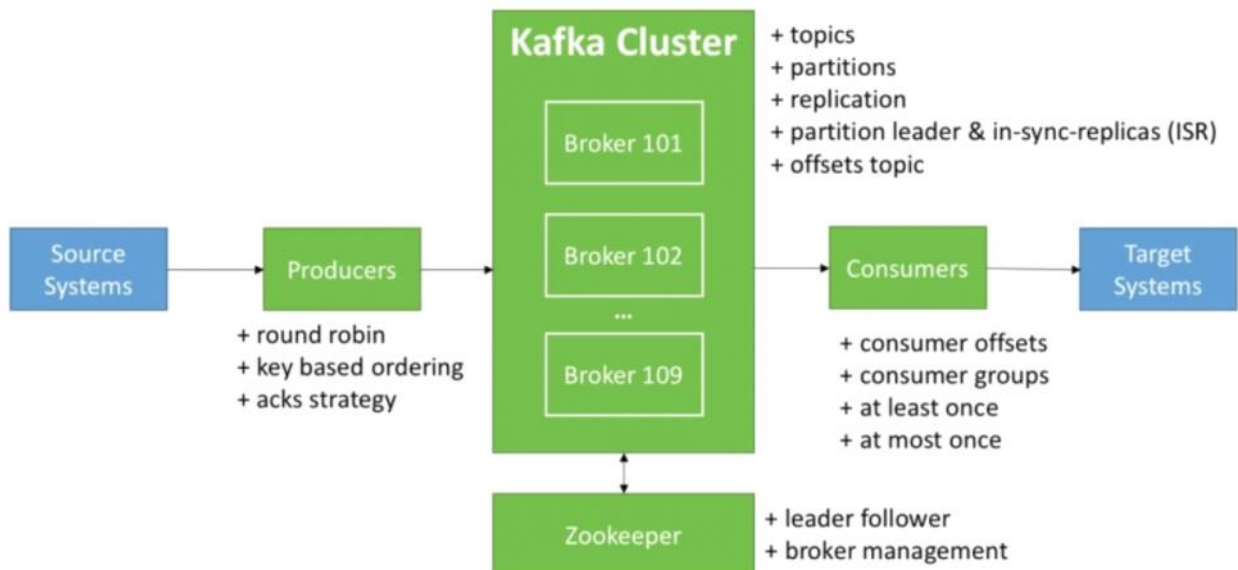 Kafka Cluster
Broker 101
Broker 102
...
Broker 109
+ topics
+ partitions
+ replication
+ partition leader & in-sync-replicas (ISR)
+ offsets topic
Source
Systems
Producers
+ round robin
+ key based ordering
+ acks strategy
Consumers
+ consumer offsets
+ consumer groups
+ at least once
+ at most once
Target
Systems
Zookeeper
+ leader follower
+ broker management